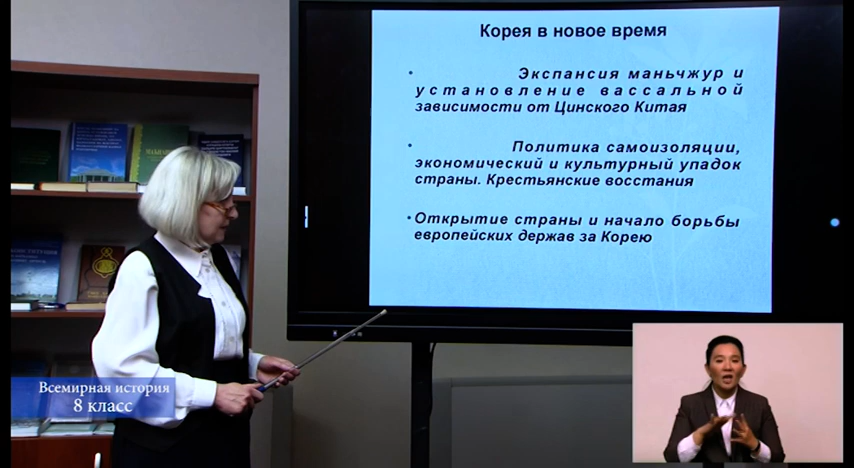 Корея в новое время
• Экспансия маньчжур и
установление вассальной
зависимости от Цинского Китая
• Политика самоизоляции,
экономический и культурный упадок
страны. Крестьянские восстания
• Открытие страны и начало борьбы
европейских держав за Корею
Всемирная история
8 класс